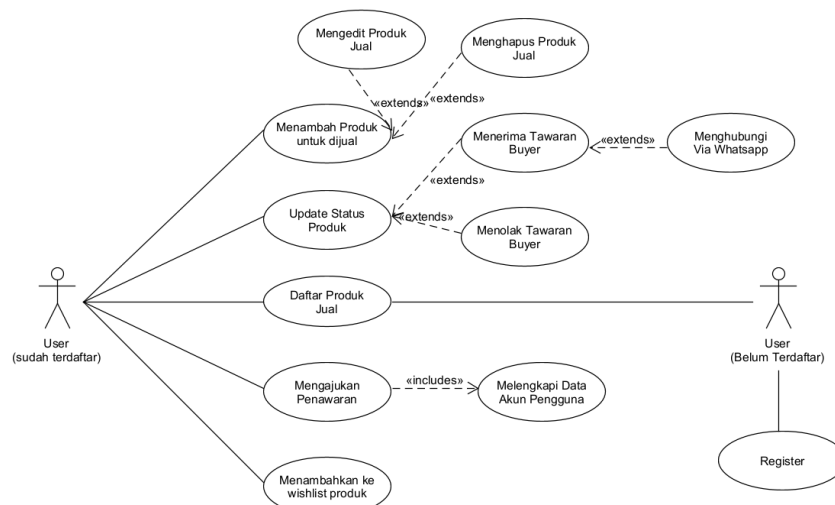 Mengedit Produk
Jual
Menghapus Produk
Jual
«extends»
«extends»
Menambah Produk
untuk dijual
Menerima Tawaran
Buyer
«extends»
Menghubungi
Via Whatsapp
«extends»
Update Status
Produk
«extends»
Menolak Tawaran
Buyer
Daftar Produk
Jual
User
(sudah terdaftar)
User
(Belum Terdaftar)
Mengajukan
Penawaran
«includes»
Melengkapi Data
Akun Pengguna
Register
Menambahkan ke
wishlist produk